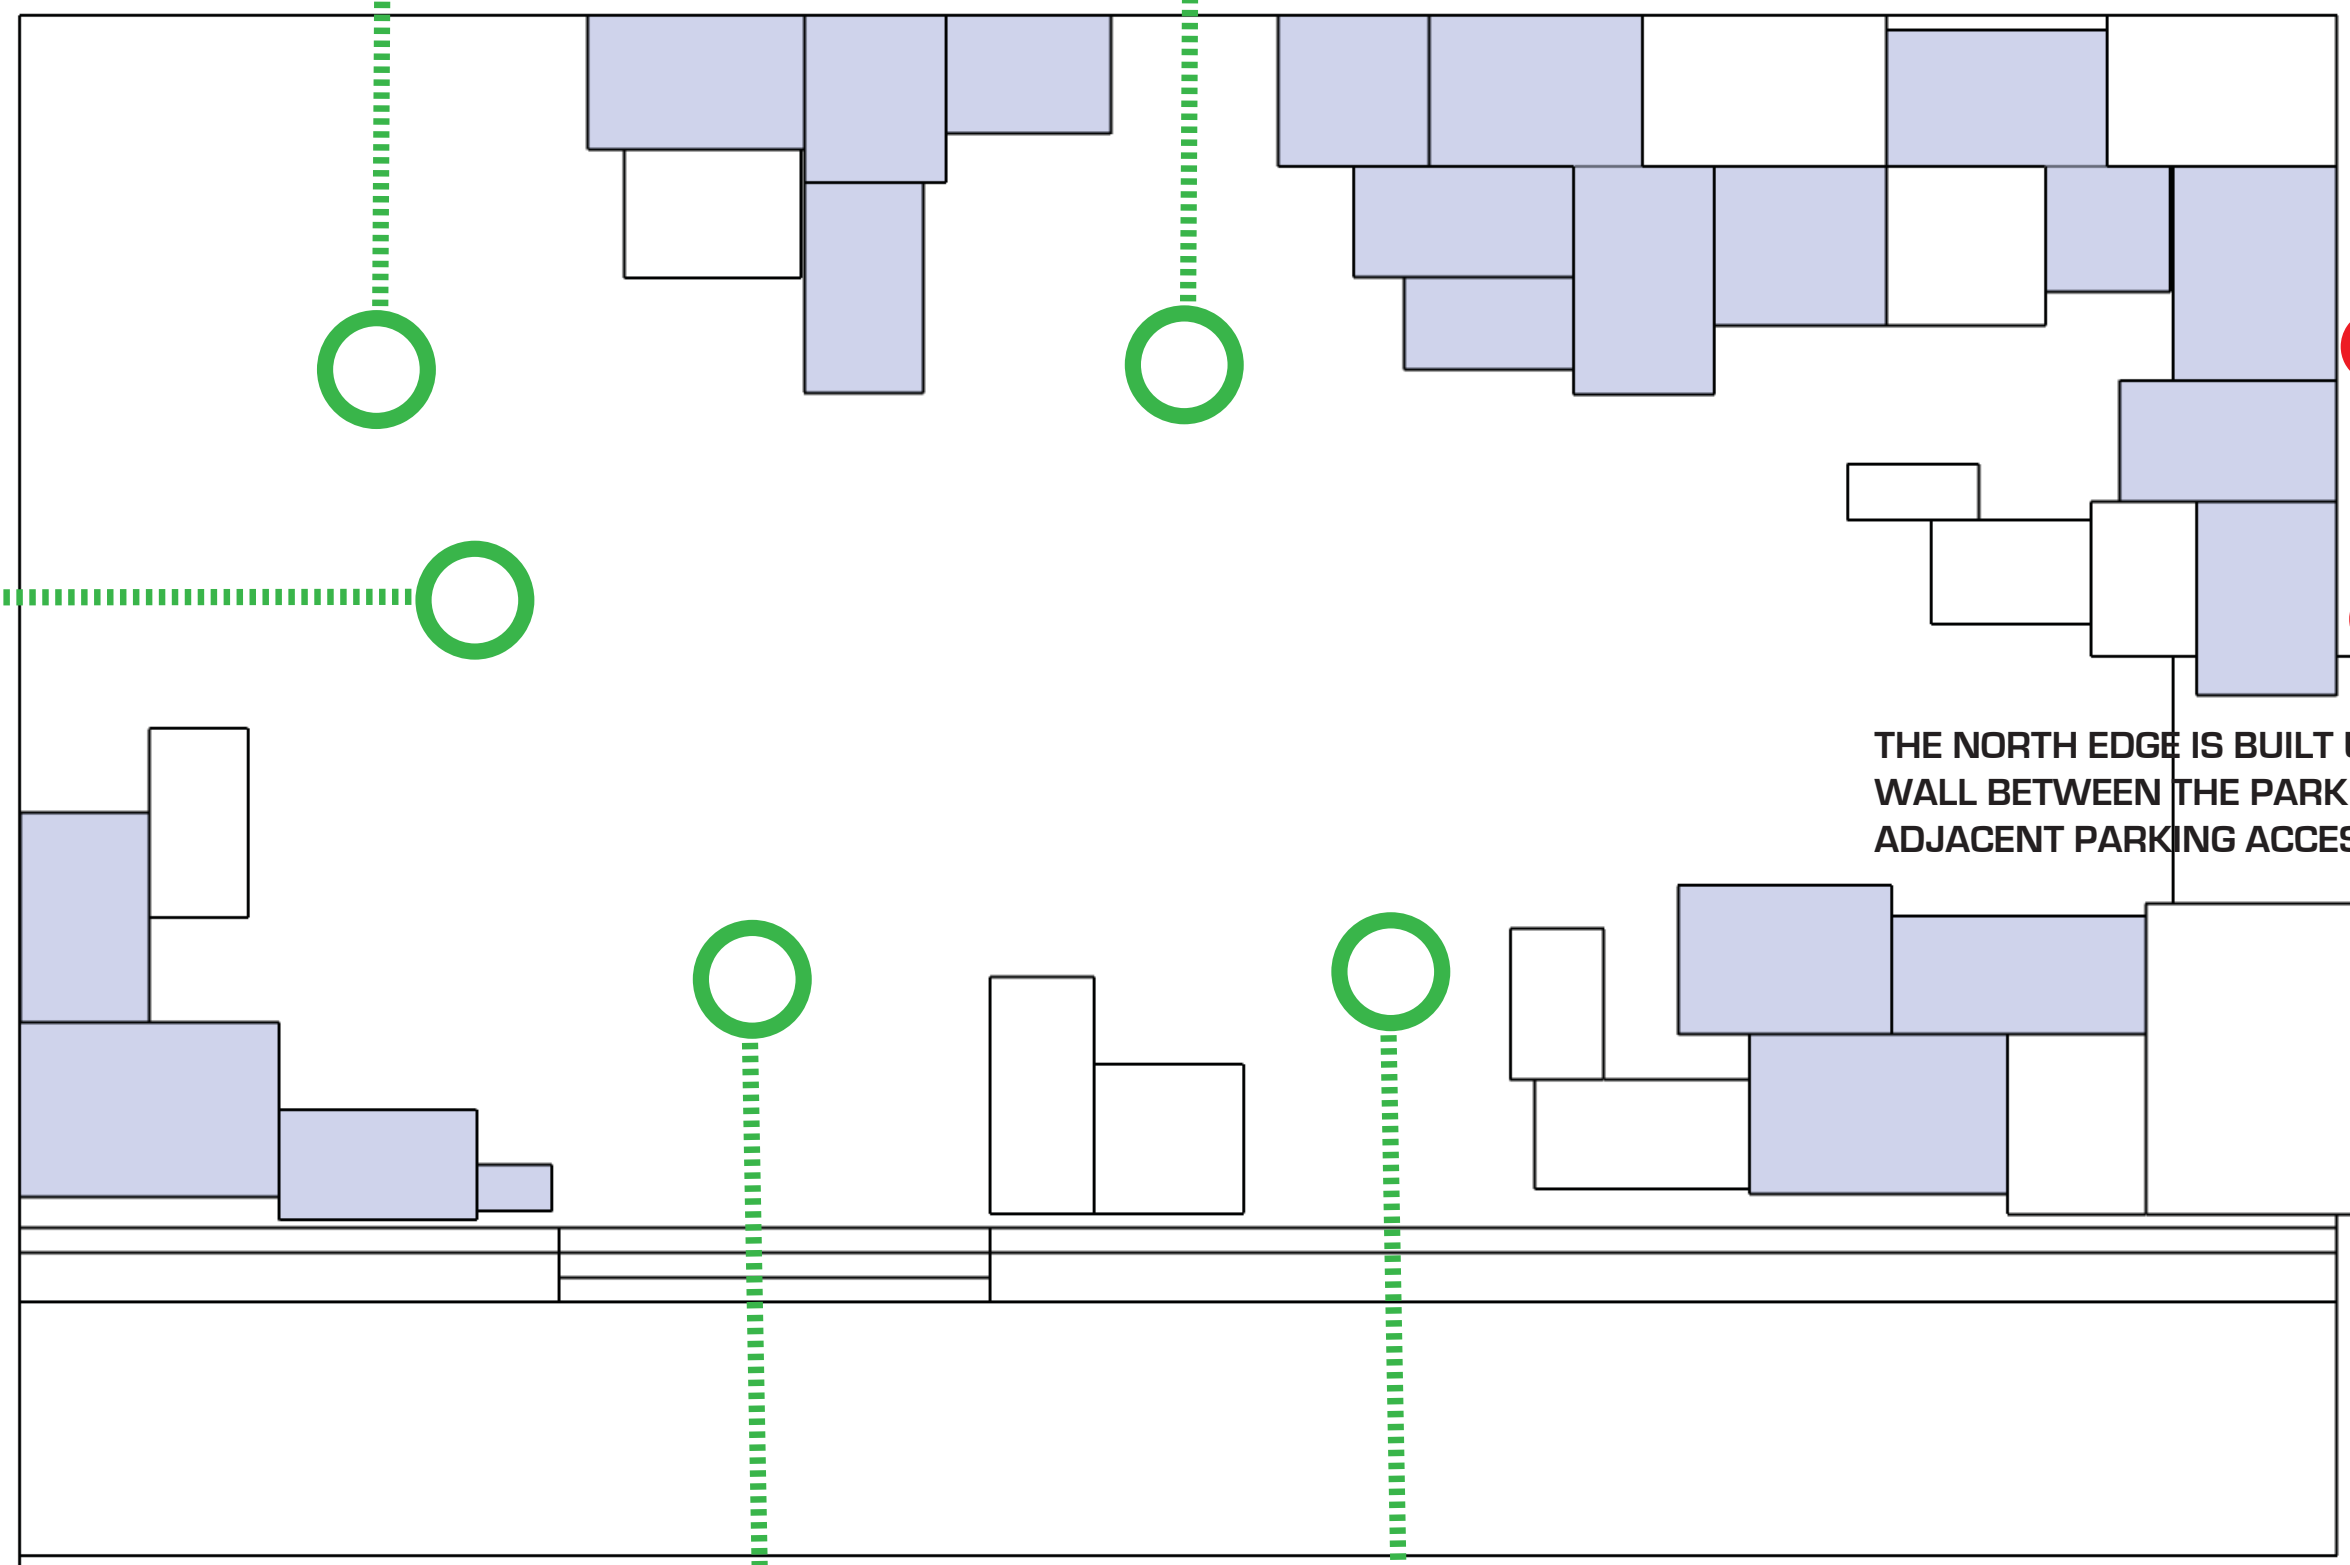 THE NORTH EDGE IS BUILT
WALL BETWEEN THE PARK
ADJACENT PARKING